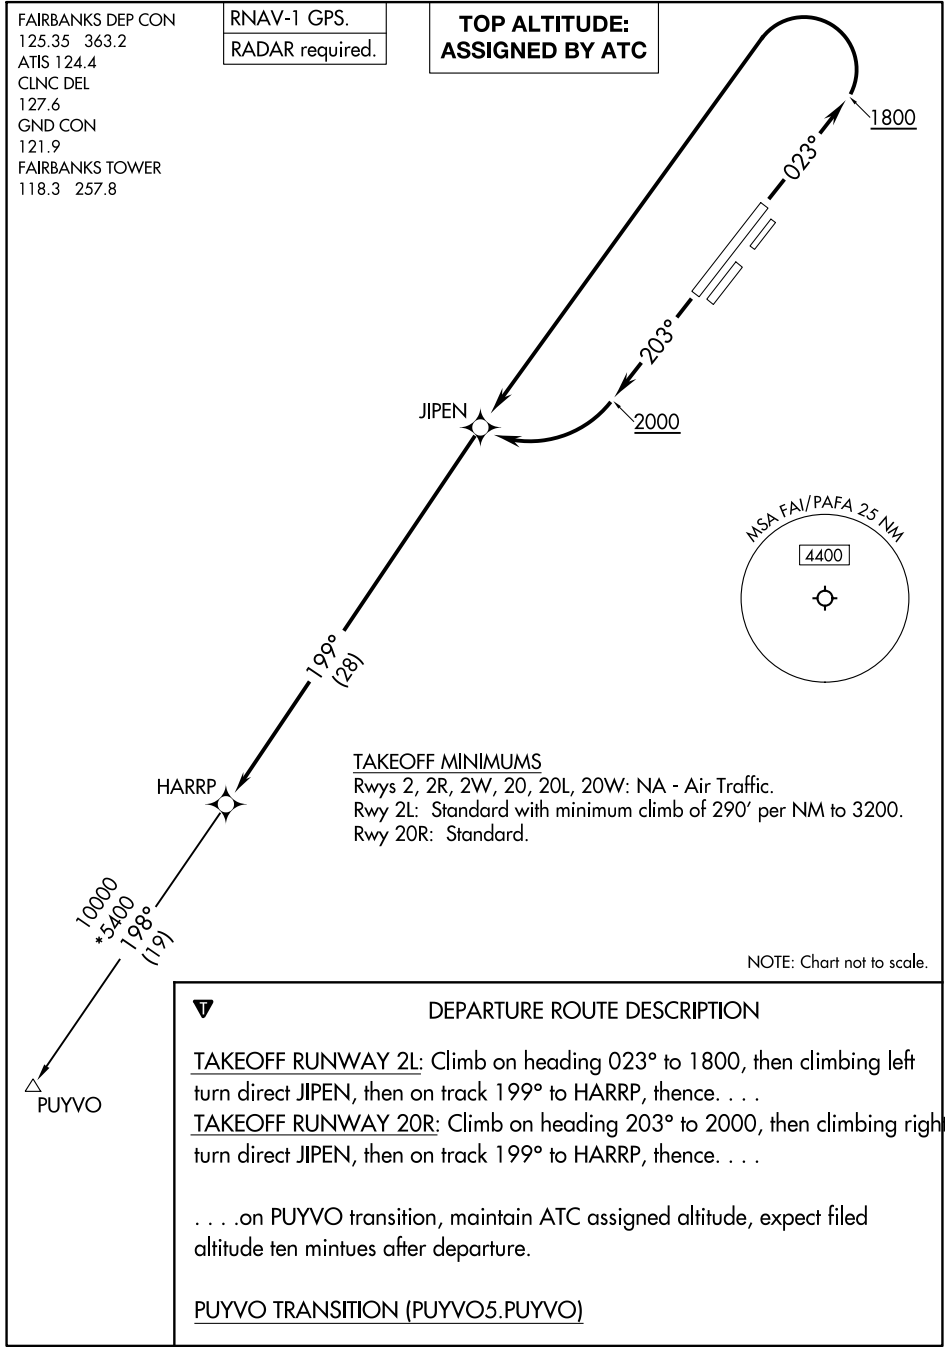 FAIRBANKS DEP CON
125.35 363.2
ATIS 124.4
CLNC DEL
127.6
GND CON
121.9
FAIRBANKS TOWER
118.3 257.8
RNAV-1 GPS.
RADAR required.
TOP ALTITUDE:
ASSIGNED BY ATC
1800
023°
203°
2000
JIPEN
MSA FAI/PAFA 25 NM
4400
199°
(28)
HARRP
TAKEOFF MINIMUMS
Rwys 2, 2R, 2W, 20, 20L, 20W: NA - Air Traffic.
Rwy 2L: Standard with minimum climb of 290' per NM to 3200.
Rwy 20R: Standard.
10000
*5400
198°
(19)
NOTE: Chart not to scale.
PUYVO
T
DEPARTURE ROUTE DESCRIPTION
TAKEOFF RUNWAY 2L: Climb on heading 023° to 1800, then climbing left
turn direct JIPEN, then on track 199° to HARRP, thence. . . .
TAKEOFF RUNWAY 20R: Climb on heading 203° to 2000, then climbing right
turn direct JIPEN, then on track 199° to HARRP, thence. . . .
. . . .on PUYVO transition, maintain ATC assigned altitude, expect filed
altitude ten mintues after departure.
PUYVO TRANSITION (PUYVO5.PUYVO)